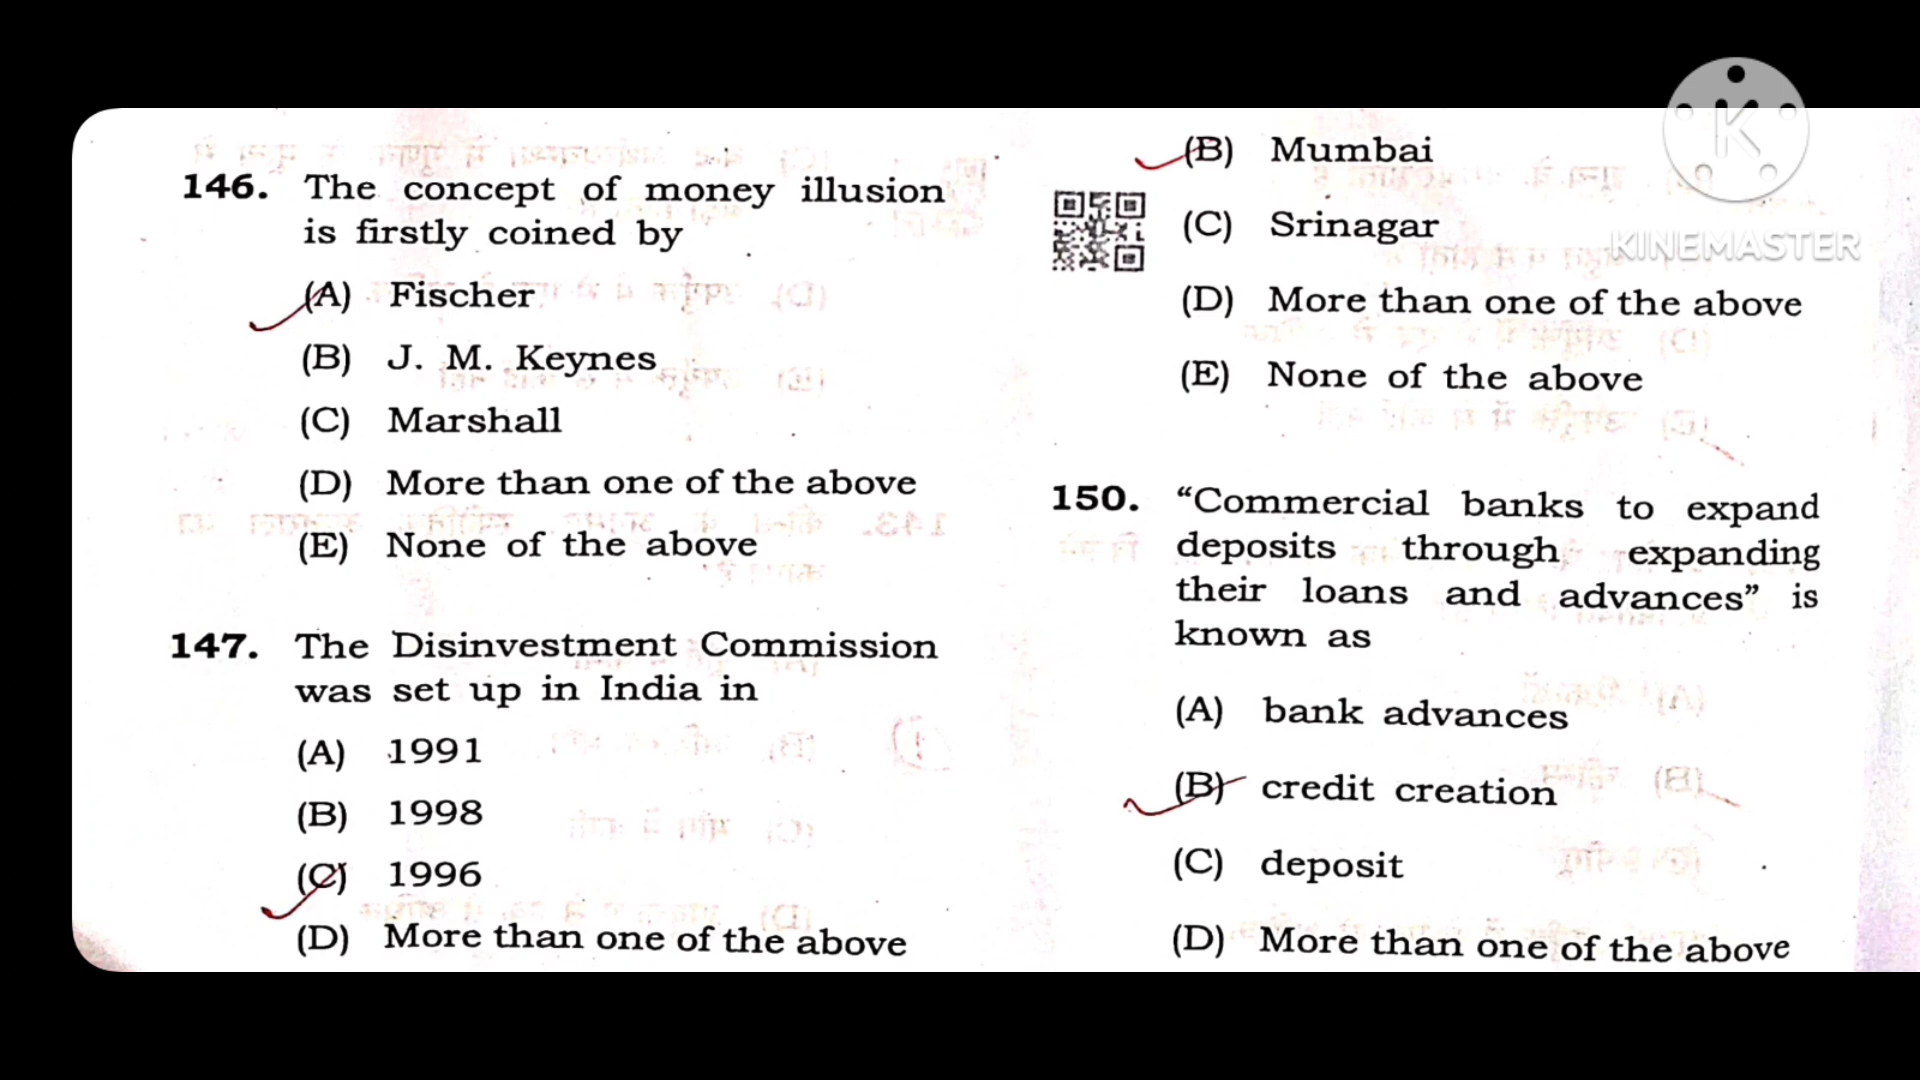 146. The concept of money illusion
is firstly coined by
(A) Fischer
(B) J. M. Keynes
(C) Marshall
(D) More than one of the above
(E) None of the above
147. The Disinvestment Commission
was set up in India in
(A) 1991
(B) 1998
(C) 1996
(D) More than one of the above
(B) Mumbai
(C) Srinagar
(D) More than one of the above
(E) None of the above
150. “Commercial banks to expand
deposits through expanding
their loans and advances” is
known as
(A) bank advances
(B) credit creation
(C) deposit
(D) More than one of the above
K
KINEMASTER